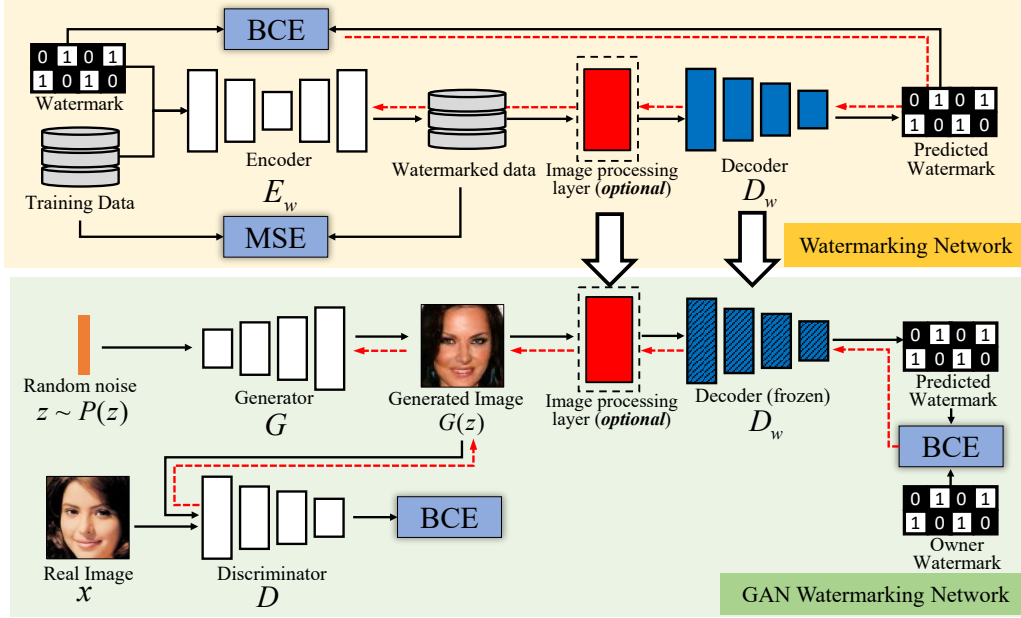 BCE
0 1 0 1
1 0 1 0
Watermark
Training Data
Encoder
E_w
Watermarked data
MSE
Image processing
layer (optional)
Decoder
D_w
0 1 0 1
1 0 1 0
Predicted
Watermark
Watermarking Network
Random noise
z ~ P(z)
Generator
G
Generated Image
G(z)
Image processing
layer (optional)
Decoder (frozen)
D_w
0 1 0 1
1 0 1 0
Predicted
Watermark
BCE
0 1 0 1
1 0 1 0
Owner
Watermark
Real Image
x
Discriminator
D
BCE
GAN Watermarking Network